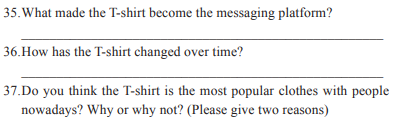 35.What made the T-shirt become the messaging platform?
36.How has the T-shirt changed over time?
37.Do you think the T-shirt is the most popular clothes with people
nowadays? Why or why not? (Please give two reasons)